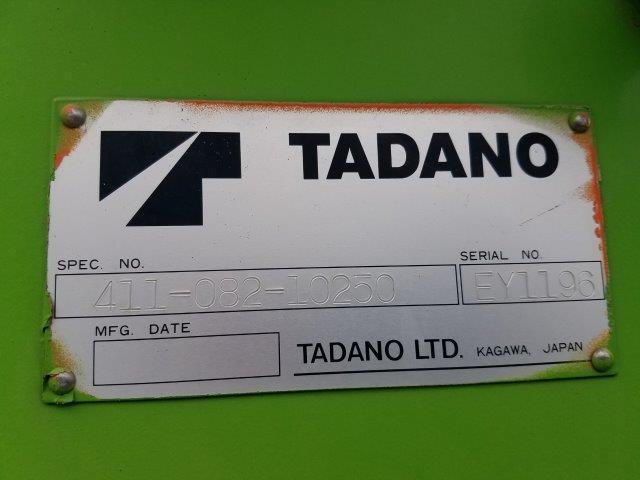 TADANO
SPEC. NO.
411-082-10250
SERIAL NO.
EY1196
MFG. DATE
TADANO LTD. KAGAWA, JAPAN